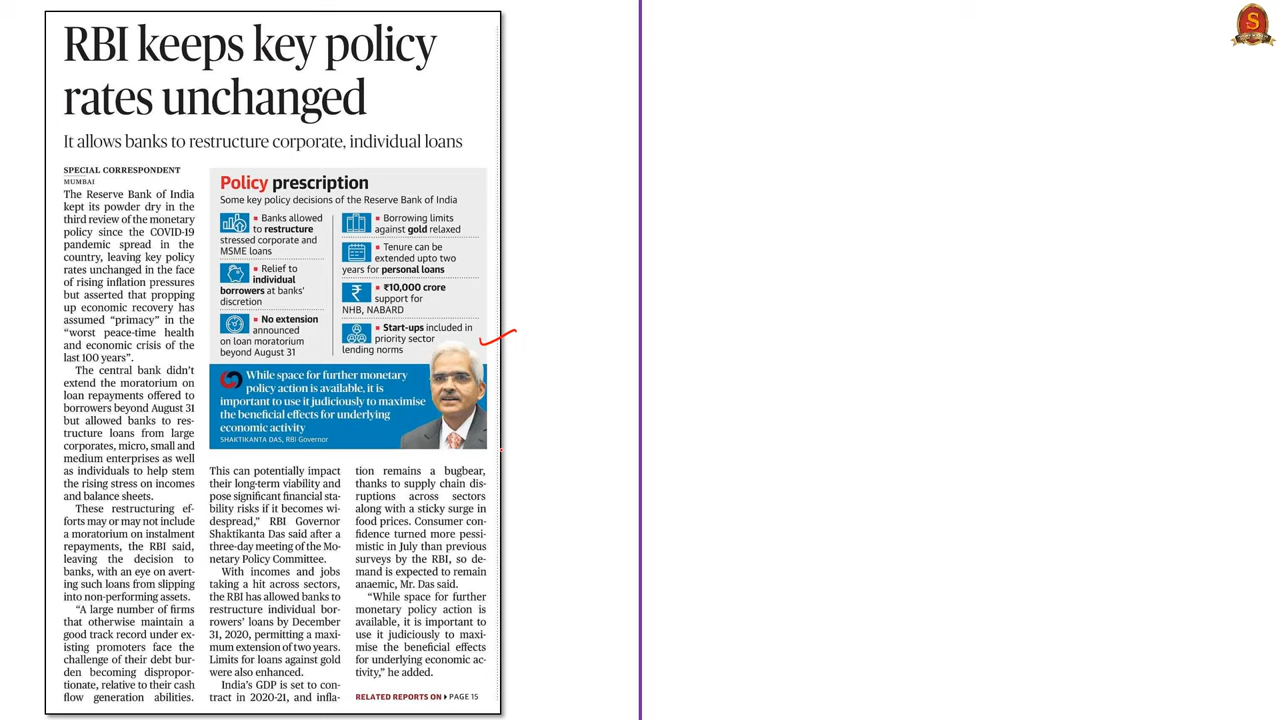 RBI keeps key policy
rates unchanged
It allows banks to restructure corporate, individual loans
SPECIAL CORRESPONDENT
MUMBAI
The Reserve Bank of India
kept its powder dry in the
third review of the monetary
policy since the COVID-19
pandemic spread in the
country, leaving key policy
rates unchanged in the face
of rising inflation pressures
but asserted that propping
up economic recovery has
assumed “primacy” in the
“worst peace-time health
and economic crisis of the
last 100 years”.
The central bank didn’t
extend the moratorium on
loan repayments offered to
borrowers beyond August 31
but allowed banks to res-
tructure loans from large
corporates, micro, small and
medium enterprises as well
as individuals to help stem
the rising stress on incomes
and balance sheets.
These restructuring ef-
forts may or may not include
a moratorium on instalment
repayments, the RBI said,
leaving the decision to
banks, with an eye on avert-
ing such loans from slipping
into non-performing assets.
“A large number of firms
that otherwise maintain a
good track record under ex-
isting promoters face the
challenge of their debt bur-
den becoming dispropor-
tionate, relative to their cash
flow generation abilities.
Policy prescription
Some key policy decisions of the Reserve Bank of India
Banks allowed
to restructure
stressed corporate and
MSME loans
Relief to
individual
borrowers at banks’
discretion
No extension
announced
on loan moratorium
beyond August 31
Borrowing limits
against gold relaxed
Tenure can be
extended upto two
years for personal loans
₹10,000 crore
support for
NHB, NABARD
Start-ups included in
priority sector
lending norms
While space for further monetary
policy action is available, it is
important to use it judiciously to maximise
the beneficial effects for underlying
economic activity
SHAKTIKANTA DAS, RBI Governor
This can potentially impact
their long-term viability and
pose significant financial sta-
bility risks if it becomes wi-
despread,” RBI Governor
Shaktikanta Das said after a
three-day meeting of the Mo-
netary Policy Committee.
With incomes and jobs
taking a hit across sectors,
the RBI has allowed banks to
restructure individual bor-
rowers’ loans by December
31, 2020, permitting a maxi-
mum extension of two years.
Limits for loans against gold
were also enhanced.
India’s GDP is set to con-
tract in 2020-21, and infla-
tion remains a bugbear,
thanks to supply chain dis-
ruptions across sectors
along with a sticky surge in
food prices. Consumer con-
fidence turned more pessi-
mistic in July than previous
surveys by the RBI, so de-
mand is expected to remain
anaemic, Mr. Das said.
“While space for further
monetary policy action is
available, it is important to
use it judiciously to maxi-
mise the beneficial effects
for underlying economic ac-
tivity,” he added.
RELATED REPORTS ON PAGE 15
S